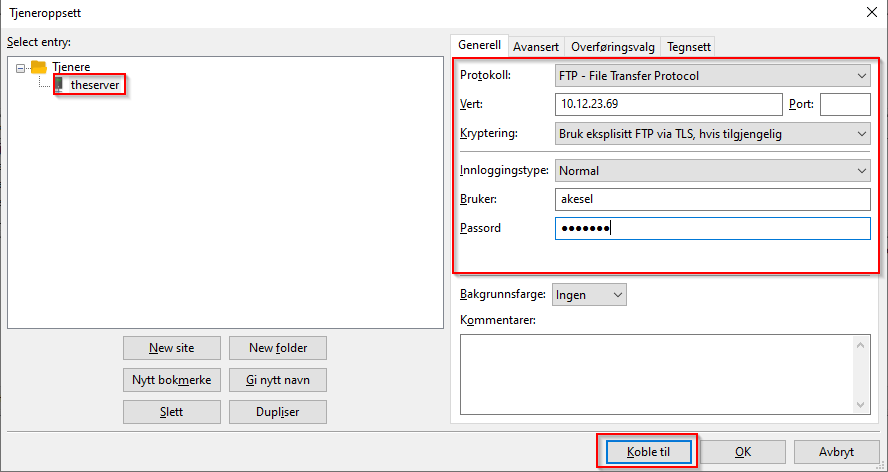 Tjeneroppsett
Select entry:
Tjenere
theserver
New site
New folder
Nytt bokmerke
Gi nytt navn
Slett
Dupliser
Generell
Avansert
Overføringsvalg
Tegnsett
Protokoll:
FTP - File Transfer Protocol
Vert:
10.12.23.69
Port:
Kryptering:
Bruk eksplisitt FTP via TLS, hvis tilgjengelig
Innloggingstype:
Normal
Bruker:
akesel
Passord
●●●●●●●
Bakgrunnsfarge:
Ingen
Kommentarer:
Koble til
OK
Avbryt